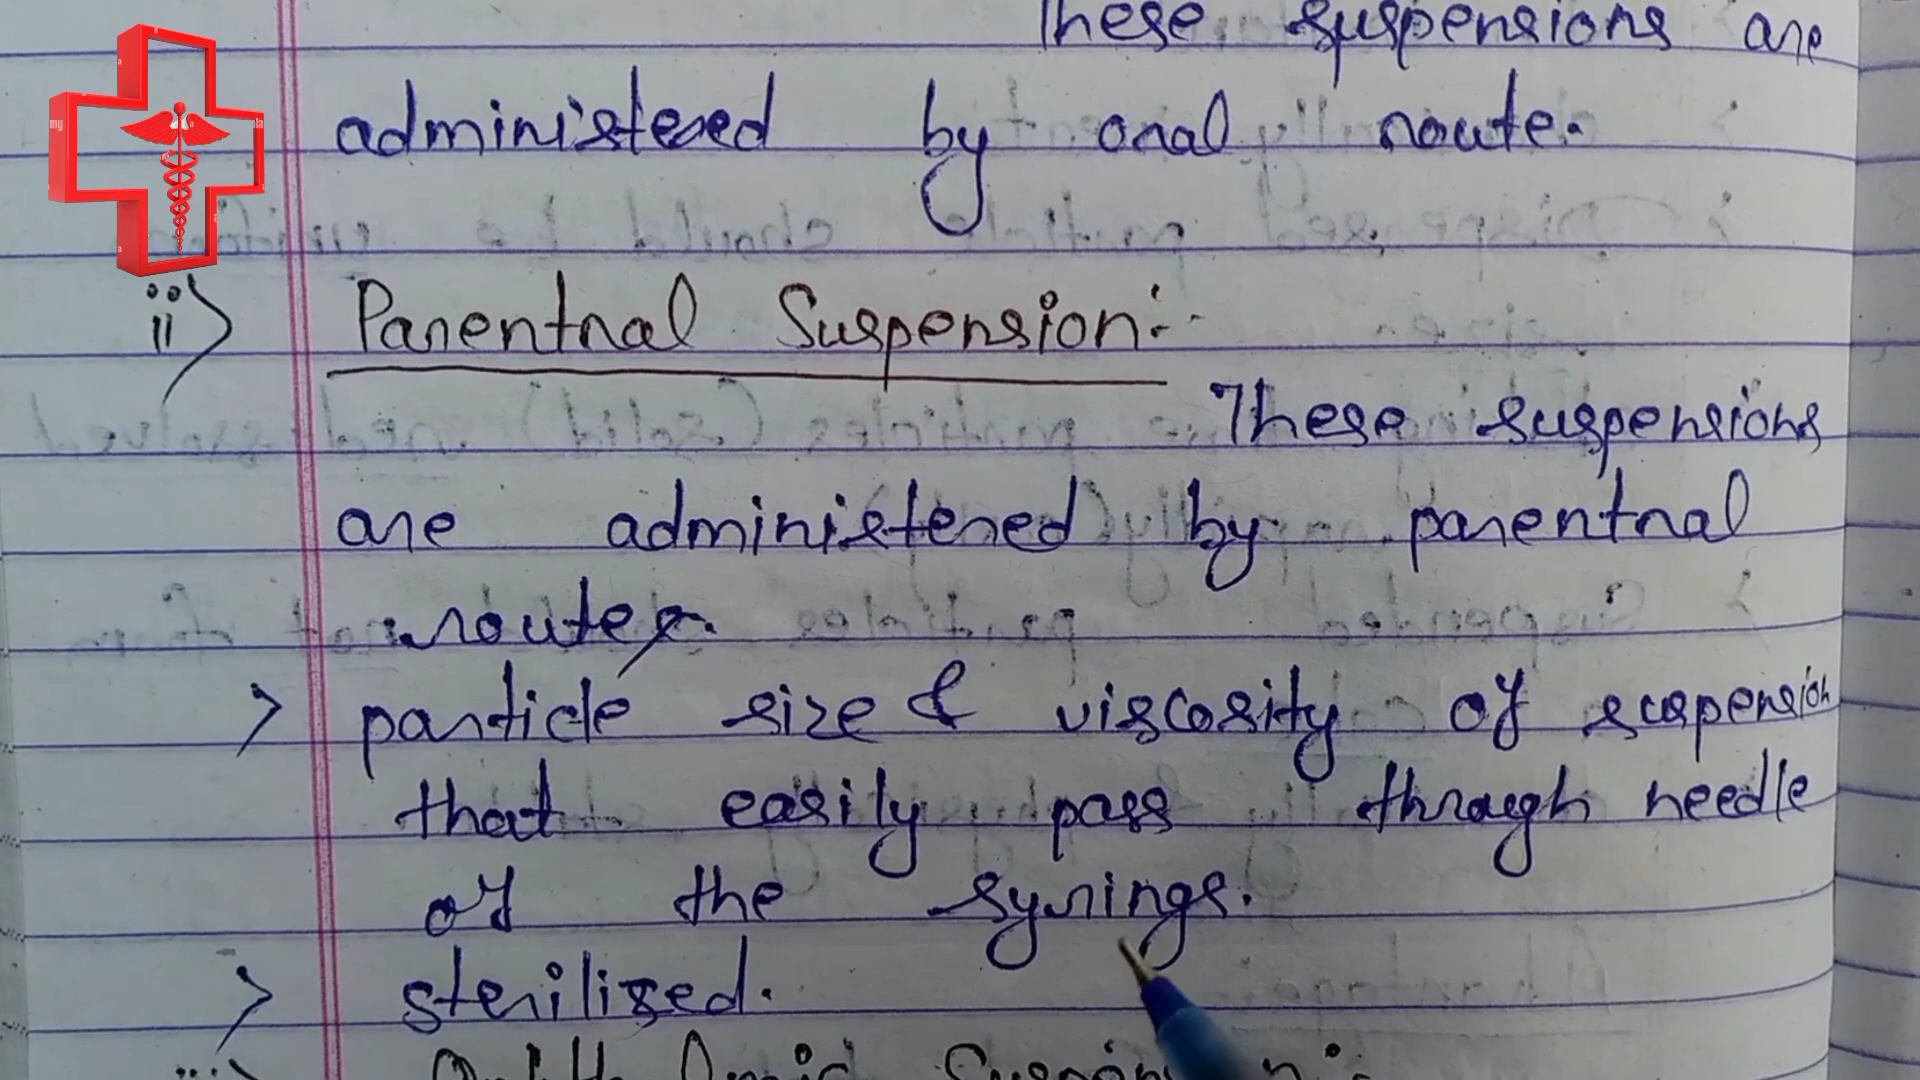 These suspensions are
administered by oral route.
ii) Parentral Suspension:-
These suspensions
are administered by parentral
route.
> particle size & viscosity of suspension
that easily pass through needle
of the syringe.
> sterilized.